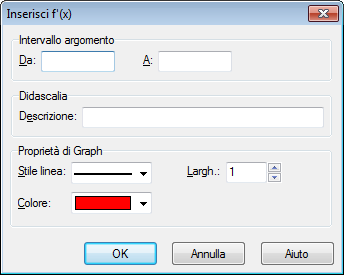 Inserisci f'(x)
Intervallo argomento
Da: A:
Didascalia
Descrizione:
Proprietà di Graph
Stile linea: Largh.: 1
Colore:
OK Annulla Aiuto